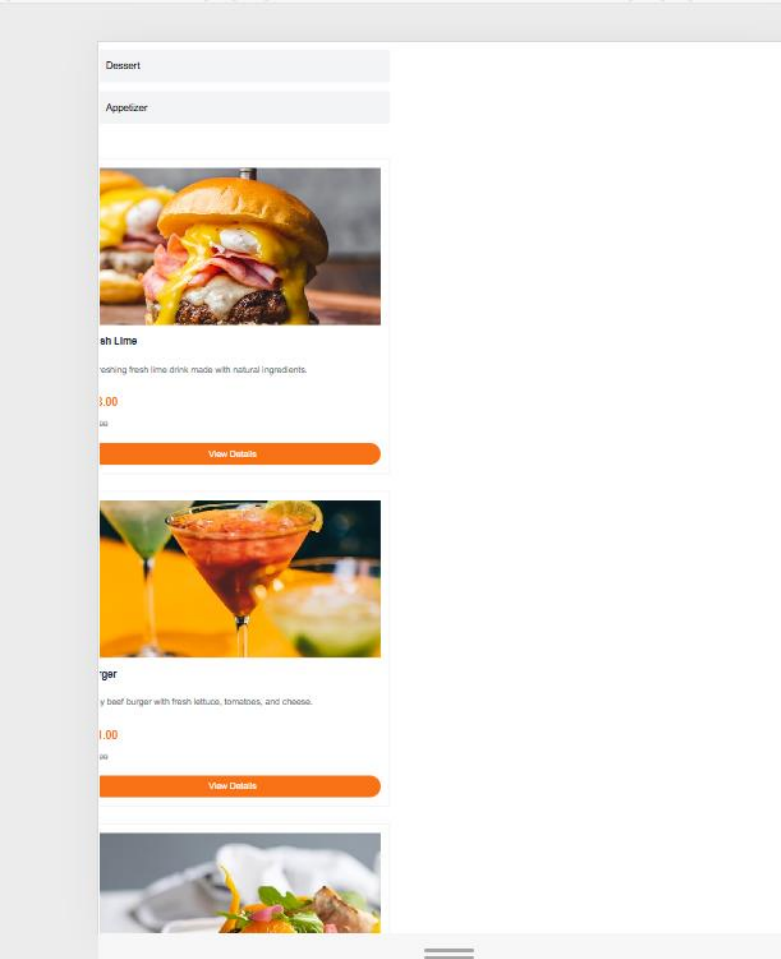 Dessert
Appetizer
sh Lime
eshing fresh lime drink made with natural ingredients.
3.00
View Details
rger
y beef burger with fresh lettuce, tomatoes, and cheese.
1.00
View Details